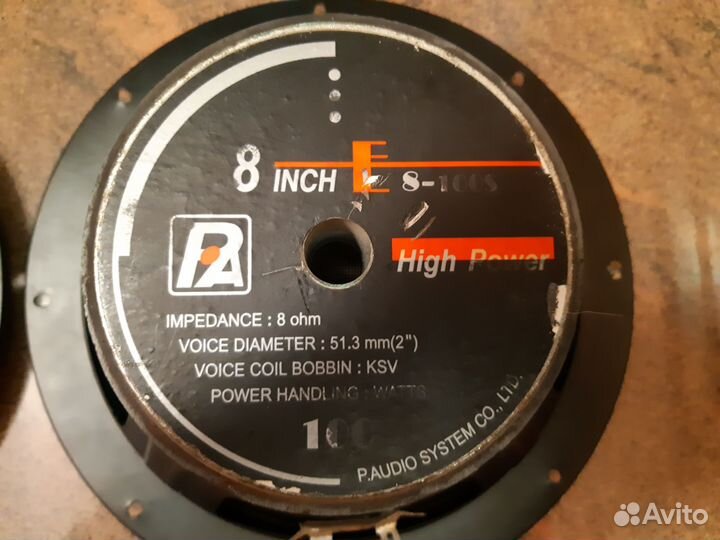 8 INCH E 8-100S
High Power
PA
IMPEDANCE : 8 ohm
VOICE DIAMETER : 51.3 mm(2")
VOICE COIL BOBBIN : KSV
POWER HANDLING : WATTS
P.AUDIO SYSTEM CO., LTD.
Avito